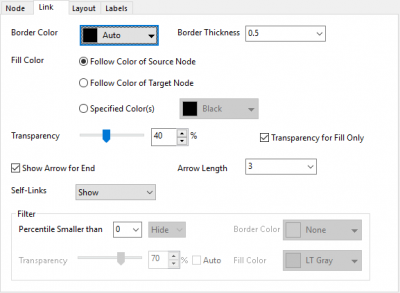 Node Link Layout Labels
Border Color Auto Border Thickness 0.5
Fill Color Follow Color of Source Node
Follow Color of Target Node
Specified Color(s) Black
Transparency 40 % Transparency for Fill Only
Show Arrow for End Arrow Length 3
Self-Links Show
Filter
Percentile Smaller than 0 Hide Border Color None
Transparency 70 % Auto Fill Color LT Gray